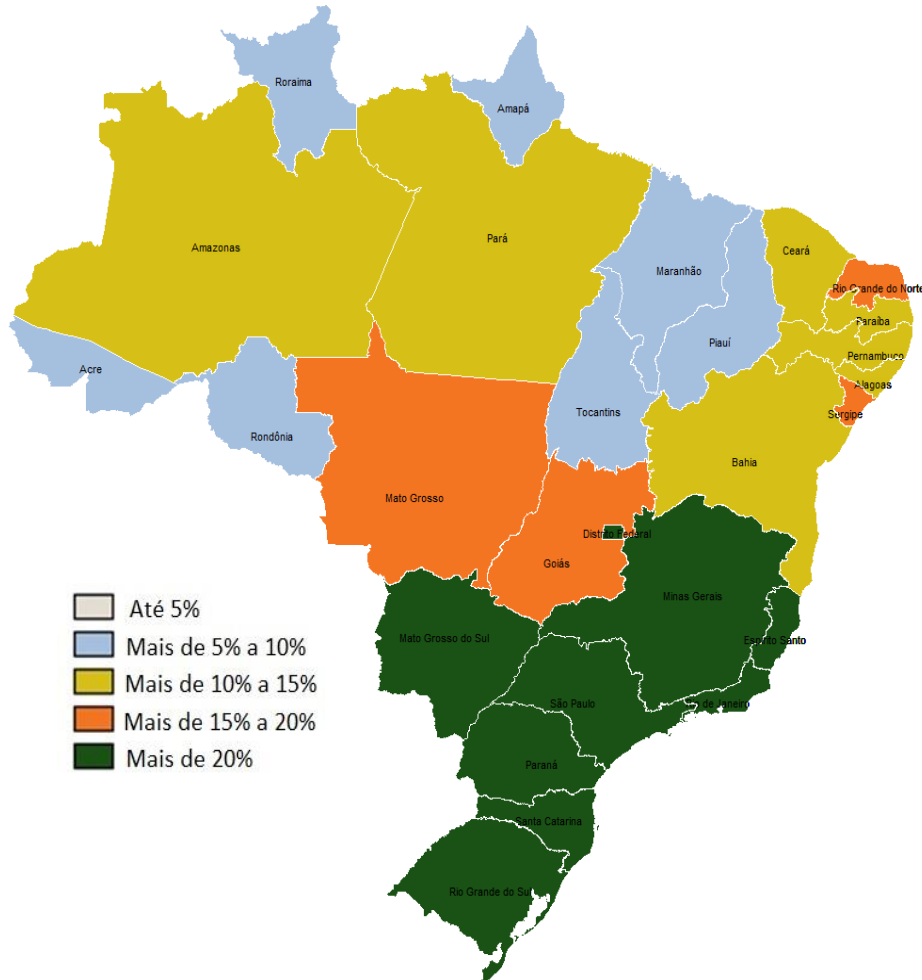 Roraima
Amapá
Amazonas
Pará
Maranhão
Ceará
Rio Grande do Norte
Paraíba
Piauí
Pernambuco
Acre
Alagoas
Tocantins
Sergipe
Rondônia
Bahia
Mato Grosso
Distrito Federal
Goiás
Minas Gerais
Mato Grosso do Sul
Espírito Santo
São Paulo
de Janeiro
Paraná
Santa Catarina
Rio Grande do Sul
Até 5%
Mais de 5% a 10%
Mais de 10% a 15%
Mais de 15% a 20%
Mais de 20%